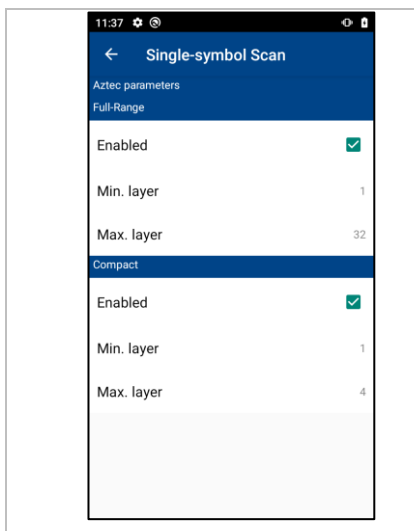 11:37
Single-symbol Scan
Aztec parameters
Full-Range
Enabled
Min. layer 1
Max. layer 32
Compact
Enabled
Min. layer 1
Max. layer 4